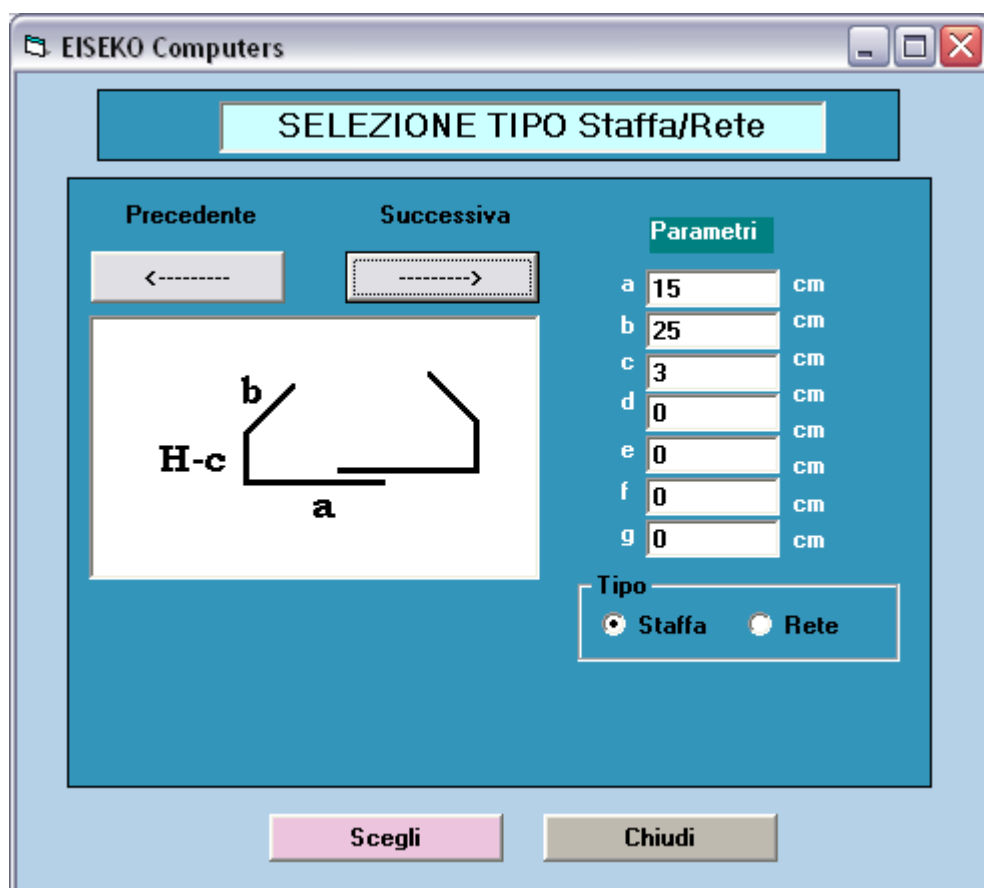 EISEKO Computers
SELEZIONE TIPO Staffa/Rete
Precedente Successiva
<--------- --------->
b
H-c
a
Parametri
a 15 cm
b 25 cm
c 3 cm
d 0 cm
e 0 cm
f 0 cm
g 0 cm
cm
Tipo
Staffa Rete
Scegli Chiudi